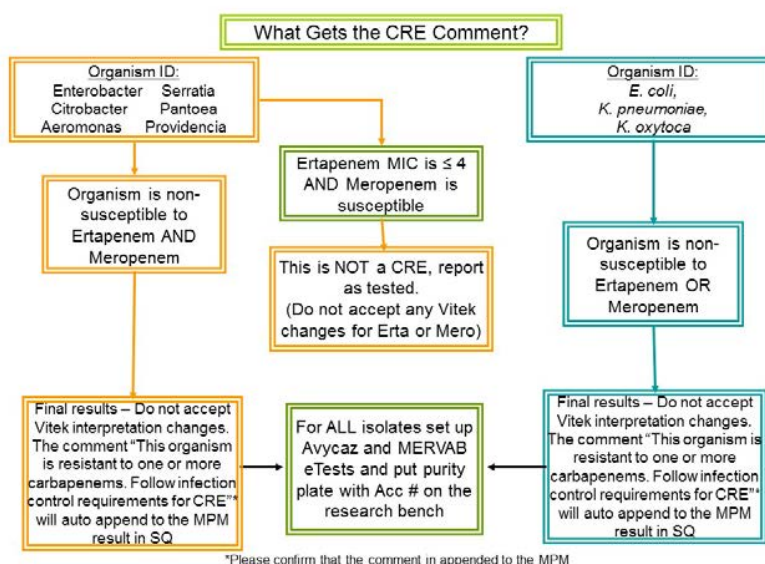 What Gets the CRE Comment?
Organism ID:
Enterobacter Serratia
Citrobacter Pantoea
Aeromonas Providencia
Organism ID:
E. coli,
K. pneumoniae,
K. oxytoca
Ertapenem MIC is ≤ 4
AND Meropenem is
susceptible
Organism is non-
susceptible to
Ertapenem AND
Meropenem
This is NOT a CRE, report
as tested.
(Do not accept any Vitek
changes for Erta or Mero)
Organism is non-
susceptible to
Ertapenem OR
Meropenem
Final results – Do not accept
Vitek interpretation changes.
The comment “This organism
is resistant to one or more
carbapenems. Follow infection
control requirements for CRE”*
will auto append to the MPM
result in SQ
For ALL isolates set up
Avycaz and MERVAB
eTests and put purity
plate with Acc # on the
research bench
Final results – Do not accept
Vitek interpretation changes.
The comment “This organism is
resistant to one or more
carbapenems. Follow infection
control requirements for CRE”*
will auto append to the MPM
result in SQ
*Please confirm that the comment in appended to the MPM